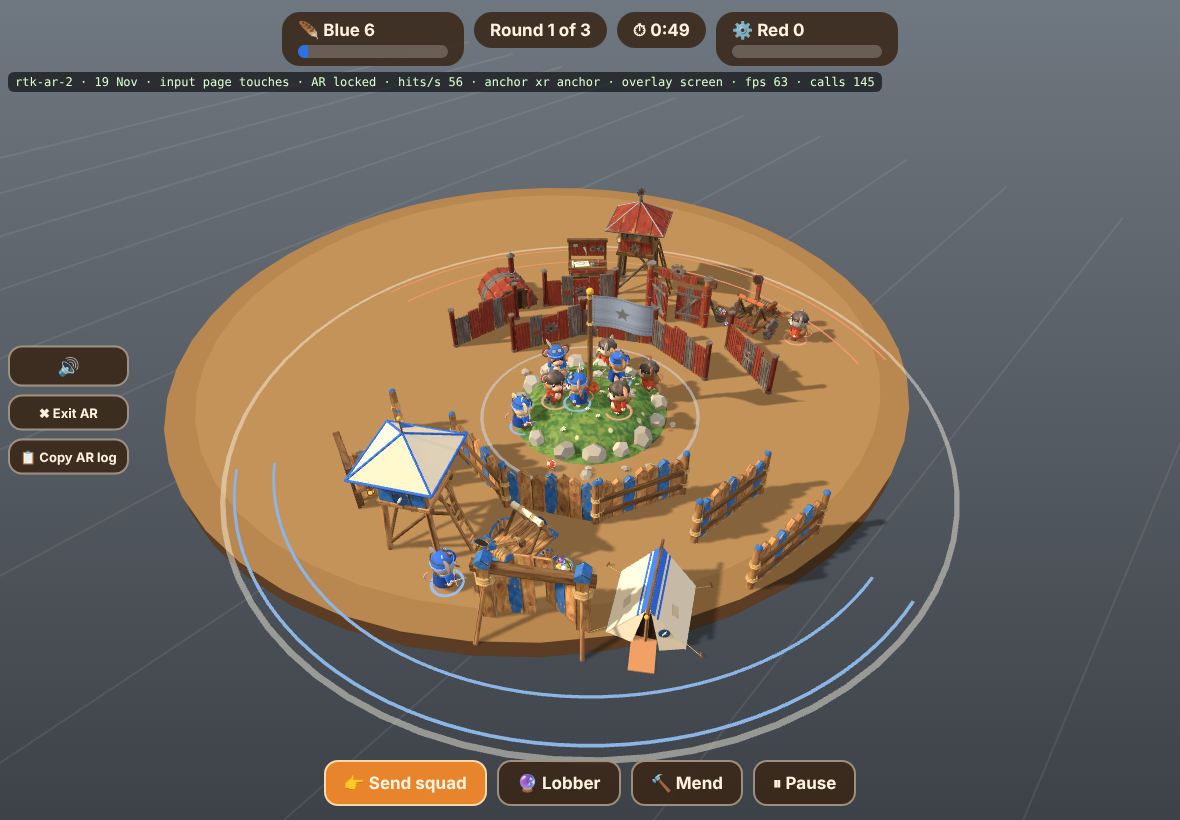 Blue 6
Round 1 of 3
0:49
Red 0
rtk-ar-2 · 19 Nov · input page touches · AR locked · hits/s 56 · anchor xr anchor · overlay screen · fps 63 · calls 145
Exit AR
Copy AR log
Send squad
Lobber
Mend
Pause